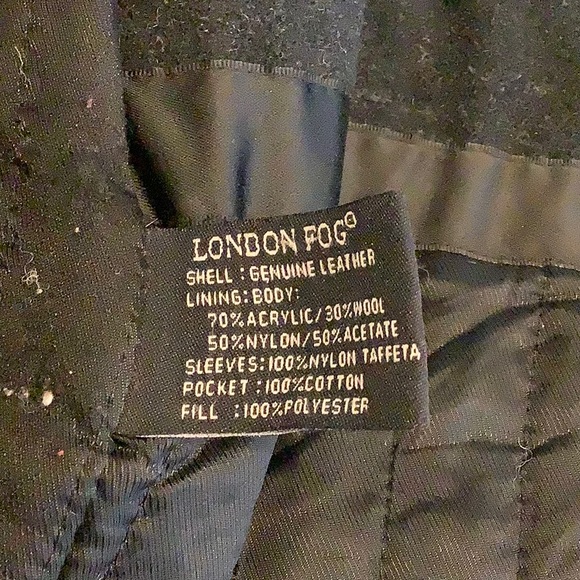 LONDON FOG®
SHELL : GENUINE LEATHER
LINING: BODY:
70%ACRYLIC/30%WOOL
50%NYLON/50%ACETATE
SLEEVES:100%NYLON TAFFETA
POCKET :100%COTTON
FILL :100%POLYESTER